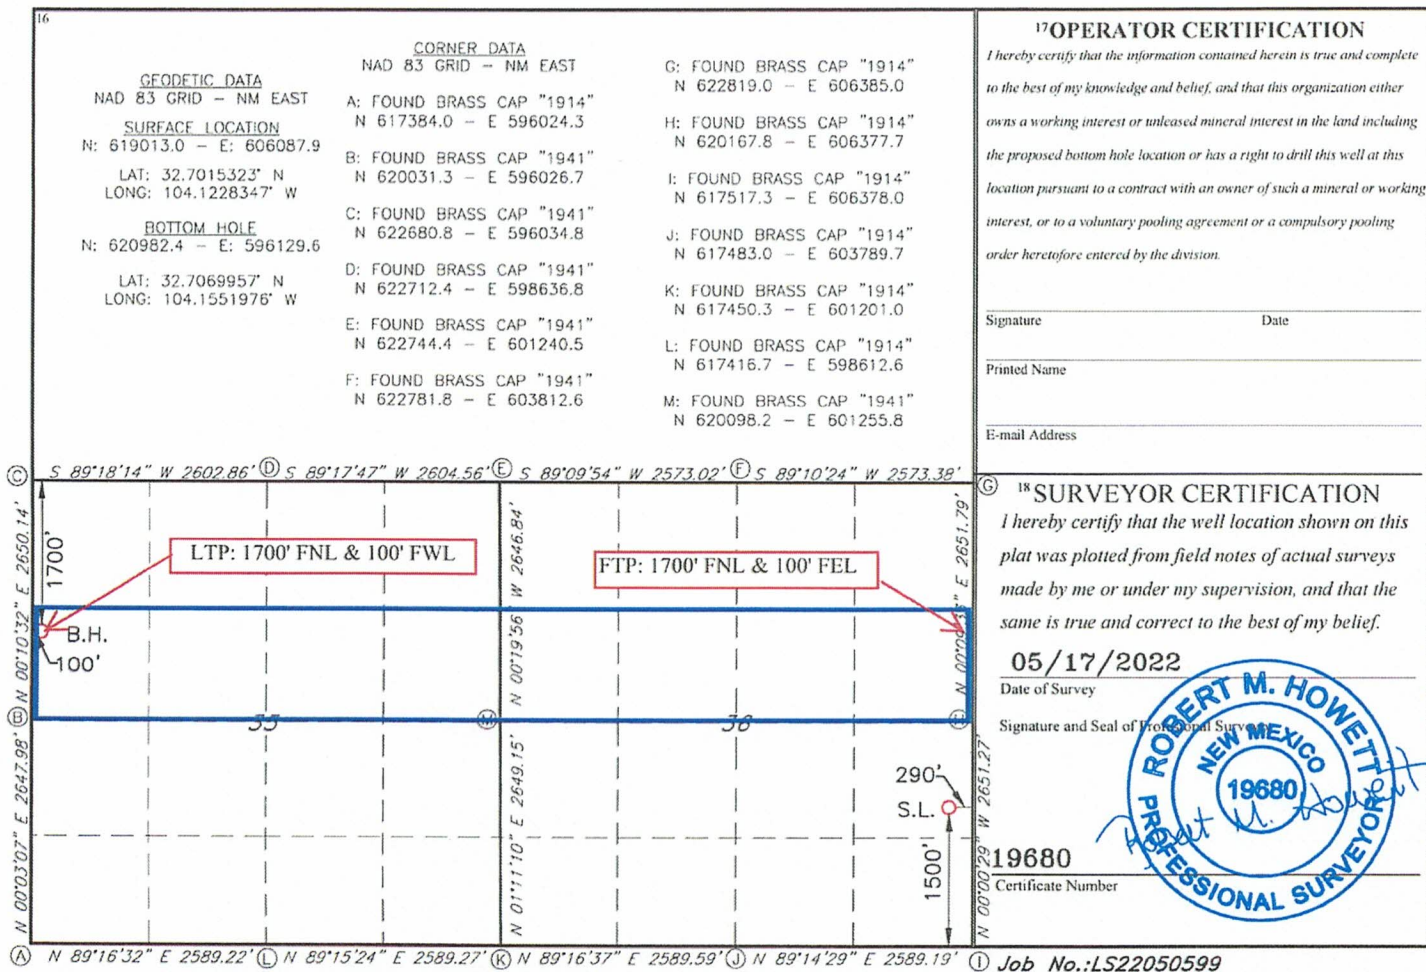 16
GEODETIC DATA
NAD 83 GRID – NM EAST
SURFACE LOCATION
N: 619013.0 – E: 606087.9
LAT: 32.7015323° N
LONG: 104.1228347° W
BOTTOM HOLE
N: 620982.4 – E: 596129.6
LAT: 32.7069957° N
LONG: 104.1551976° W
CORNER DATA
NAD 83 GRID – NM EAST
A: FOUND BRASS CAP "1914"
N 617384.0 – E 596024.3
B: FOUND BRASS CAP "1941"
N 620031.3 – E 596026.7
C: FOUND BRASS CAP "1941"
N 622680.8 – E 596034.8
D: FOUND BRASS CAP "1941"
N 622712.4 – E 598636.8
E: FOUND BRASS CAP "1941"
N 622744.4 – E 601240.5
F: FOUND BRASS CAP "1941"
N 622781.8 – E 603812.6
G: FOUND BRASS CAP "1914"
N 622819.0 – E 606385.0
H: FOUND BRASS CAP "1914"
N 620167.8 – E 606377.7
I: FOUND BRASS CAP "1914"
N 617517.3 – E 606378.0
J: FOUND BRASS CAP "1914"
N 617483.0 – E 603789.7
K: FOUND BRASS CAP "1914"
N 617450.3 – E 601201.0
L: FOUND BRASS CAP "1914"
N 617416.7 – E 598612.6
M: FOUND BRASS CAP "1941"
N 620098.2 – E 601255.8
17 OPERATOR CERTIFICATION
I hereby certify that the information contained herein is true and complete
to the best of my knowledge and belief, and that this organization either
owns a working interest or unleased mineral interest in the land including
the proposed bottom hole location or has a right to drill this well at this
location pursuant to a contract with an owner of such a mineral or working
interest, or to a voluntary pooling agreement or a compulsory pooling
order heretofore entered by the division.
Signature Date
Printed Name
E-mail Address
C S 89°18'14" W 2602.86' D S 89°17'47" W 2604.56' E S 89°09'54" W 2573.02' F S 89°10'24" W 2573.38' G
N 00°10'32" E 2650.14'
1700'
LTP: 1700' FNL & 100' FWL
B.H.
100'
N 00°19'56" W 2646.84'
FTP: 1700' FNL & 100' FEL
E 2651.79'
B 35 M 36 H
N 00°03'07" E 2647.98'
N 01°11'10" E 2649.15'
290'
S.L.
1500'
N 00°00'29" W 2651.27'
A N 89°16'32" E 2589.22' L N 89°15'24" E 2589.27' K N 89°16'37" E 2589.59' J N 89°14'29" E 2589.19' I
18 SURVEYOR CERTIFICATION
I hereby certify that the well location shown on this
plat was plotted from field notes of actual surveys
made by me or under my supervision, and that the
same is true and correct to the best of my belief.
05/17/2022
Date of Survey
Signature and Seal of Professional Surveyor
ROBERT M. HOWETT
NEW MEXICO
19680
PROFESSIONAL SURVEYOR
Robert M. Howett
19680
Certificate Number
Job No.:LS22050599